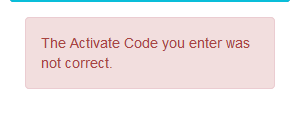 The Activate Code you enter was
not correct.